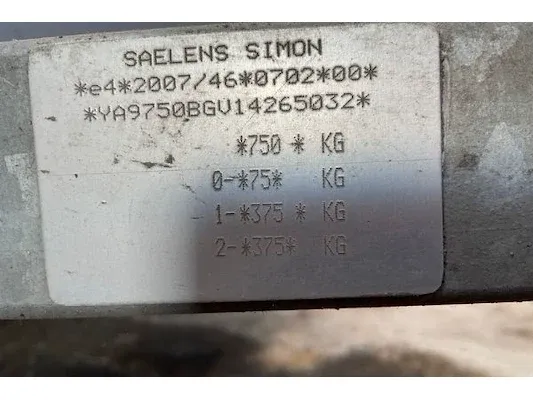 SAELENS SIMON
*e4*2007/46*0702*00*
*YA9750BGV14265032*
*750 * KG
0-*75* KG
1-*375 * KG
2-*375* KG